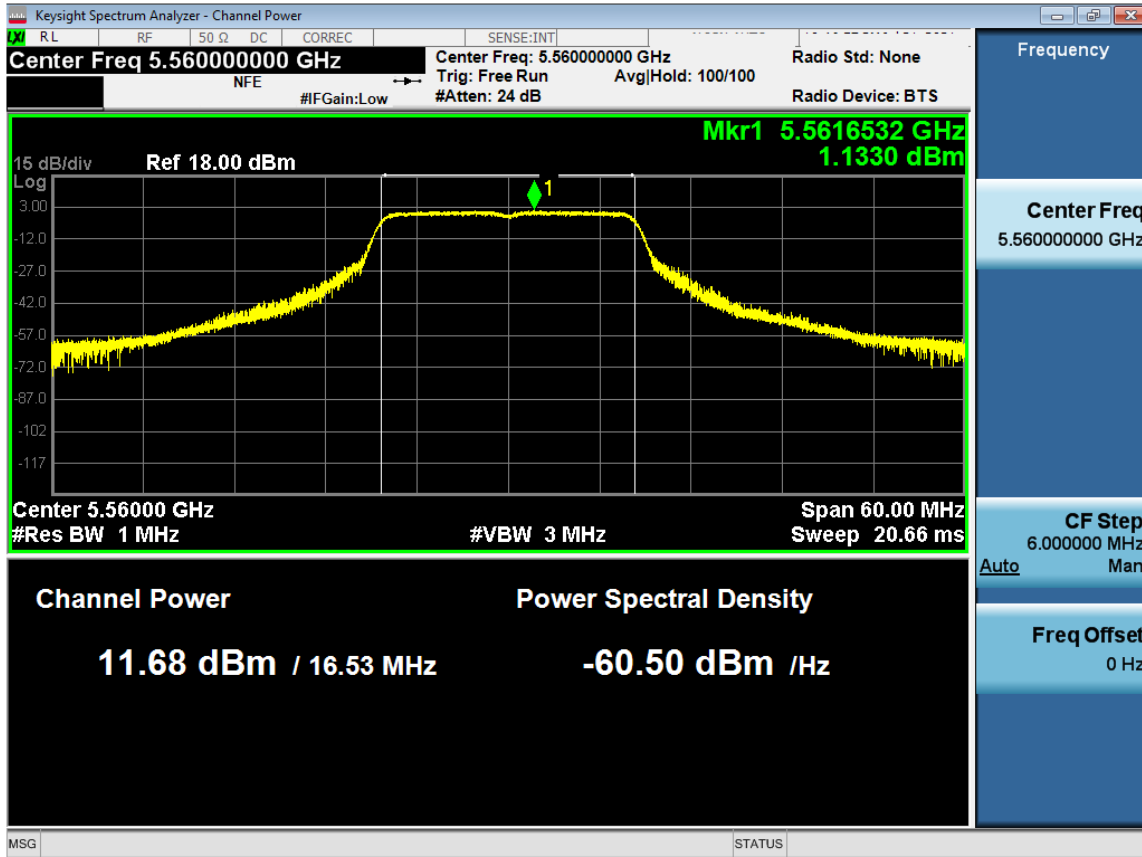 Keysight Spectrum Analyzer - Channel Power
LXI RL RF 50 Ω DC CORREC SENSE:INT
Center Freq 5.560000000 GHz
NFE
#IFGain:Low
Center Freq: 5.560000000 GHz
Trig: Free Run Avg|Hold: 100/100
#Atten: 24 dB
Radio Std: None
Radio Device: BTS
Mkr1 5.5616532 GHz
1.1330 dBm
15 dB/div Ref 18.00 dBm
Log
1
3.00
-12.0
-27.0
-42.0
-57.0
-72.0
-87.0
-102
-117
Center 5.56000 GHz Span 60.00 MHz
#Res BW 1 MHz #VBW 3 MHz Sweep 20.66 ms
Channel Power Power Spectral Density
11.68 dBm / 16.53 MHz -60.50 dBm /Hz
Frequency
Center Freq
5.560000000 GHz
CF Step
6.000000 MHz
Auto Man
Freq Offset
0 Hz
MSG STATUS